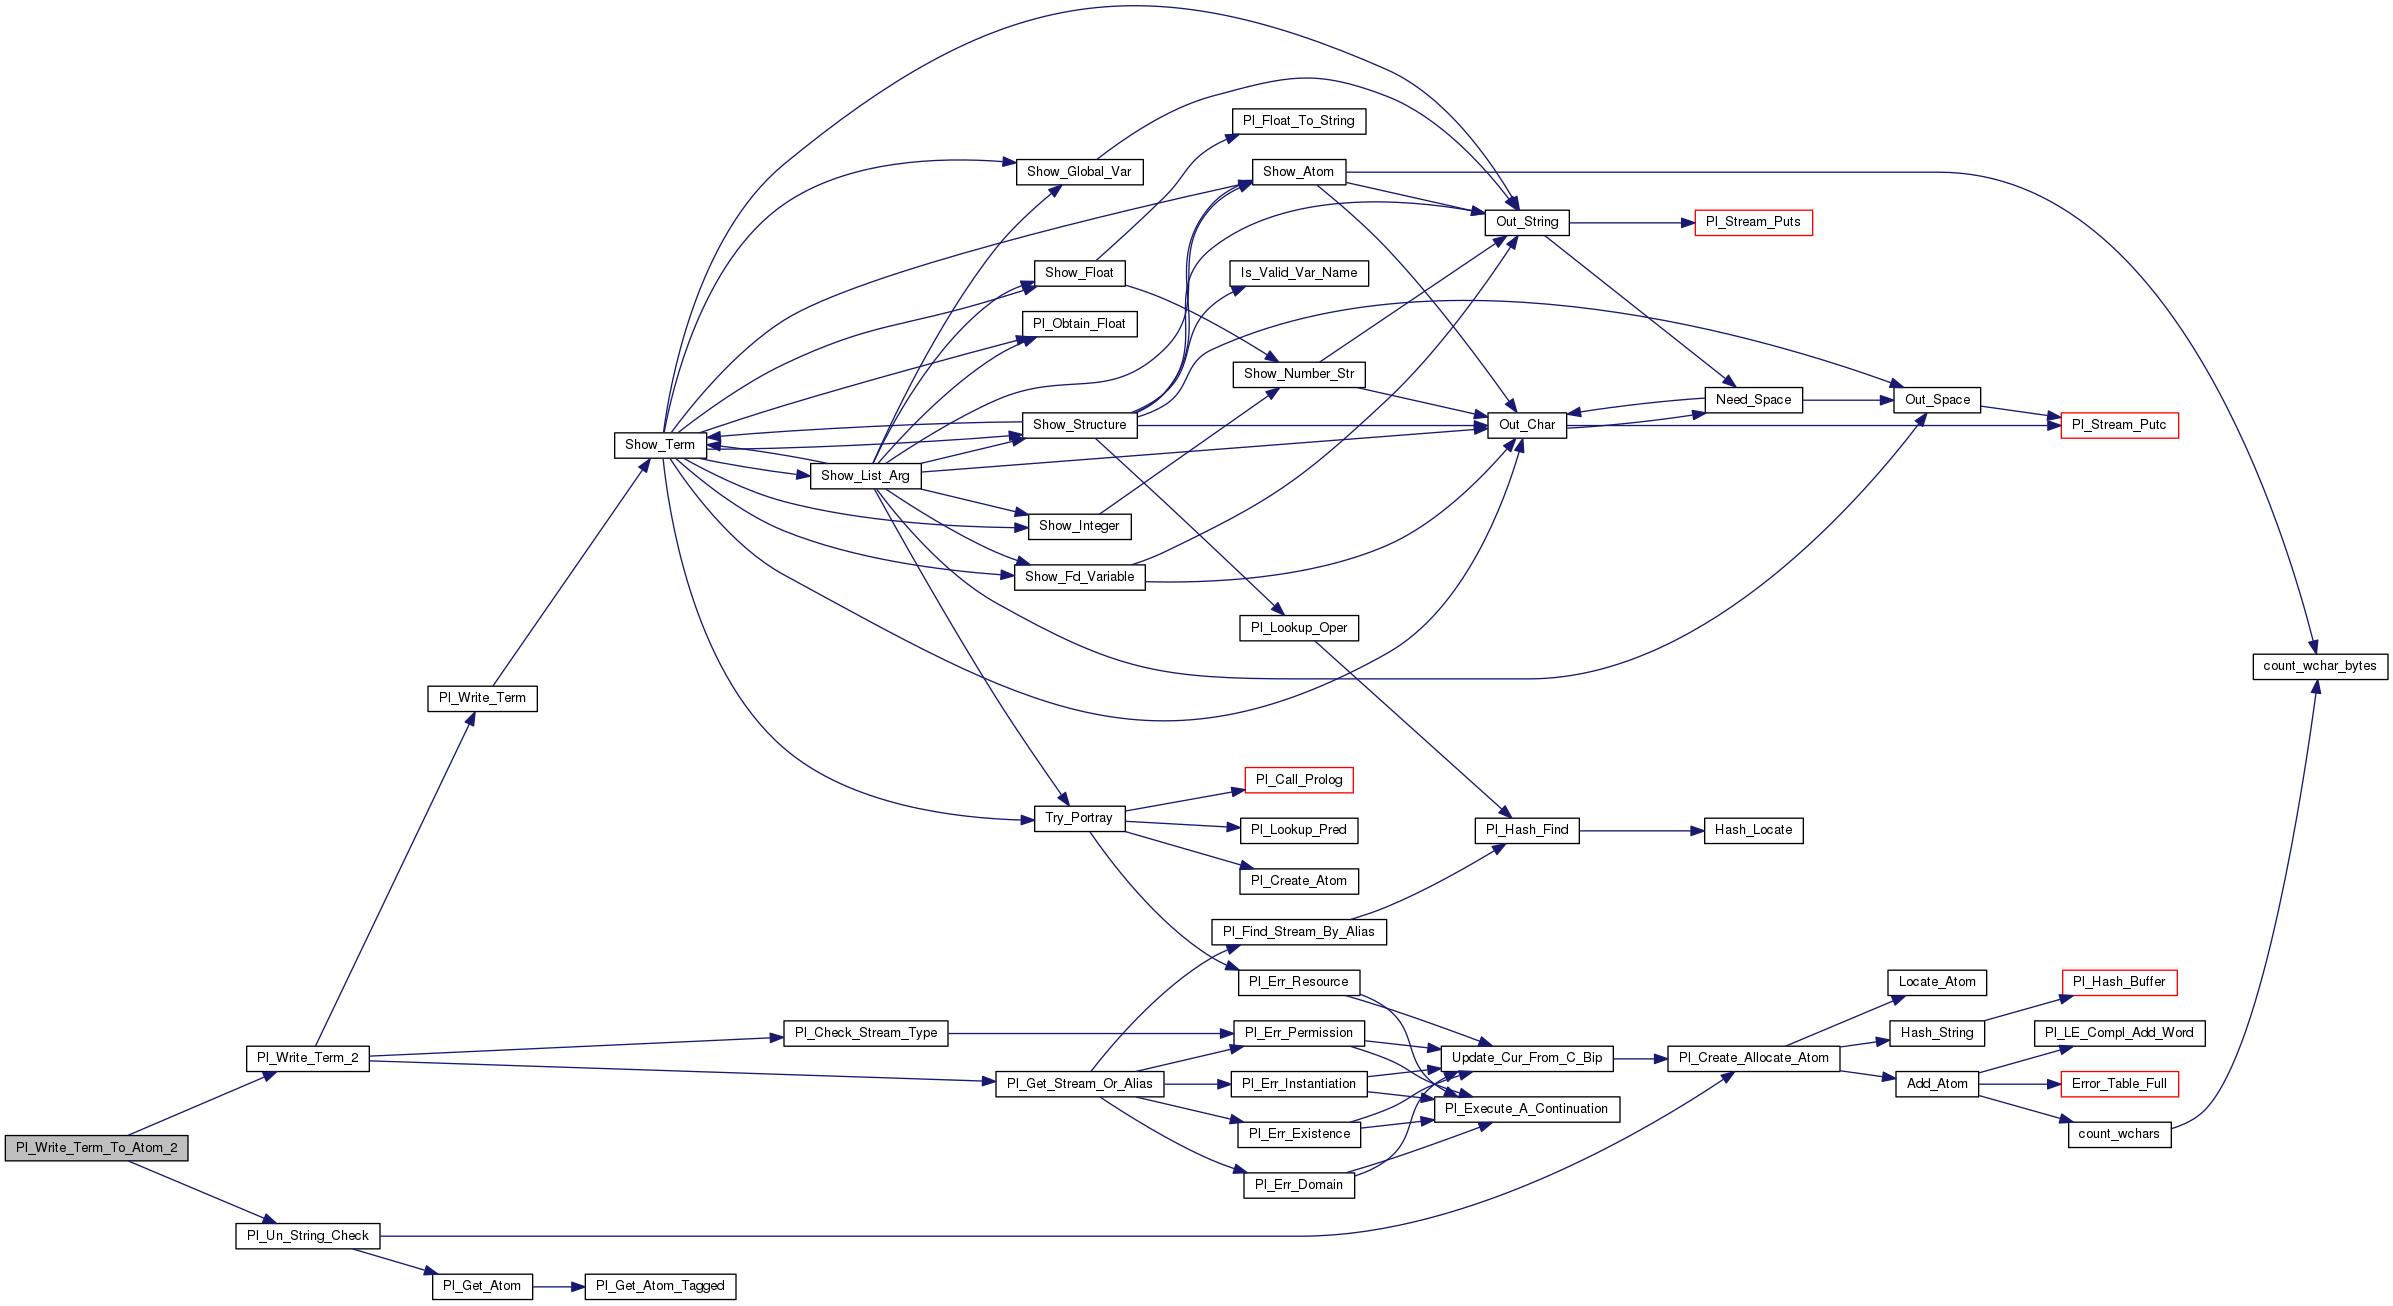 Pl_Float_To_String
Show_Global_Var
Show_Atom
Out_String
Pl_Stream_Puts
Show_Float
Is_Valid_Var_Name
Pl_Obtain_Float
Show_Number_Str
Need_Space
Out_Space
Show_Structure
Out_Char
Pl_Stream_Putc
Show_Term
Show_List_Arg
Show_Integer
Show_Fd_Variable
Pl_Lookup_Oper
count_wchar_bytes
Pl_Write_Term
Pl_Call_Prolog
Try_Portray
Pl_Lookup_Pred
Pl_Hash_Find
Hash_Locate
Pl_Create_Atom
Pl_Find_Stream_By_Alias
Pl_Err_Resource
Locate_Atom
Pl_Hash_Buffer
Pl_Check_Stream_Type
Pl_Err_Permission
Hash_String
Pl_LE_Compl_Add_Word
Pl_Write_Term_2
Update_Cur_From_C_Bip
Pl_Create_Allocate_Atom
Pl_Get_Stream_Or_Alias
Pl_Err_Instantiation
Add_Atom
Error_Table_Full
Pl_Execute_A_Continuation
Pl_Err_Existence
count_wchars
Pl_Write_Term_To_Atom_2
Pl_Err_Domain
Pl_Un_String_Check
Pl_Get_Atom
Pl_Get_Atom_Tagged